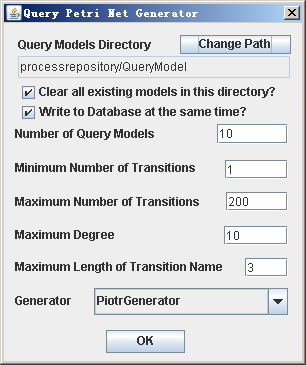 Query Petri Net Generator
Query Models Directory Change Path
processrepository/QueryModel
Clear all existing models in this directory?
Write to Database at the same time?
Number of Query Models 10
Minimum Number of Transitions 1
Maximum Number of Transitions 200
Maximum Degree 10
Maximum Length of Transition Name 3
Generator PiotrGenerator
OK